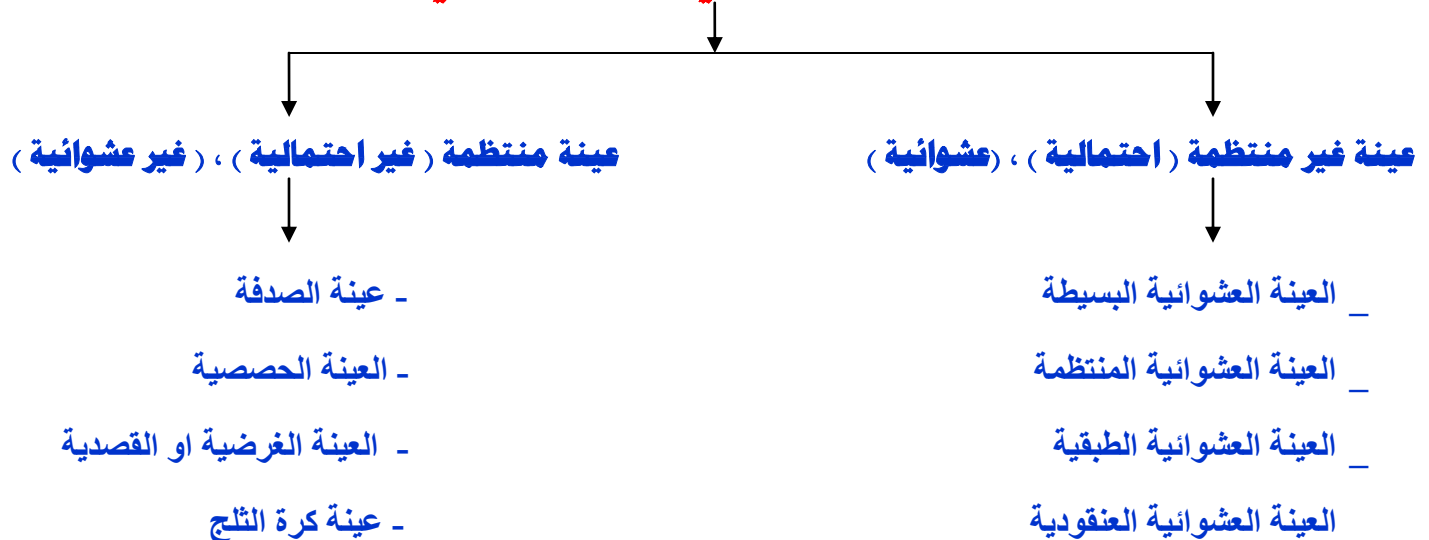 عينة غير منتظمة ( احتمالية ) ، (عشوائية )
_ العينة العشوائية البسيطة
_ العينة العشوائية المنتظمة
_ العينة العشوائية الطبقية
العينة العشوائية العنقودية
عينة منتظمة ( غير احتمالية ) ، ( غير عشوائية )
- عينة الصدفة
- العينة الحصصية
- العينة الغرضية او القصدية
- عينة كرة الثلج